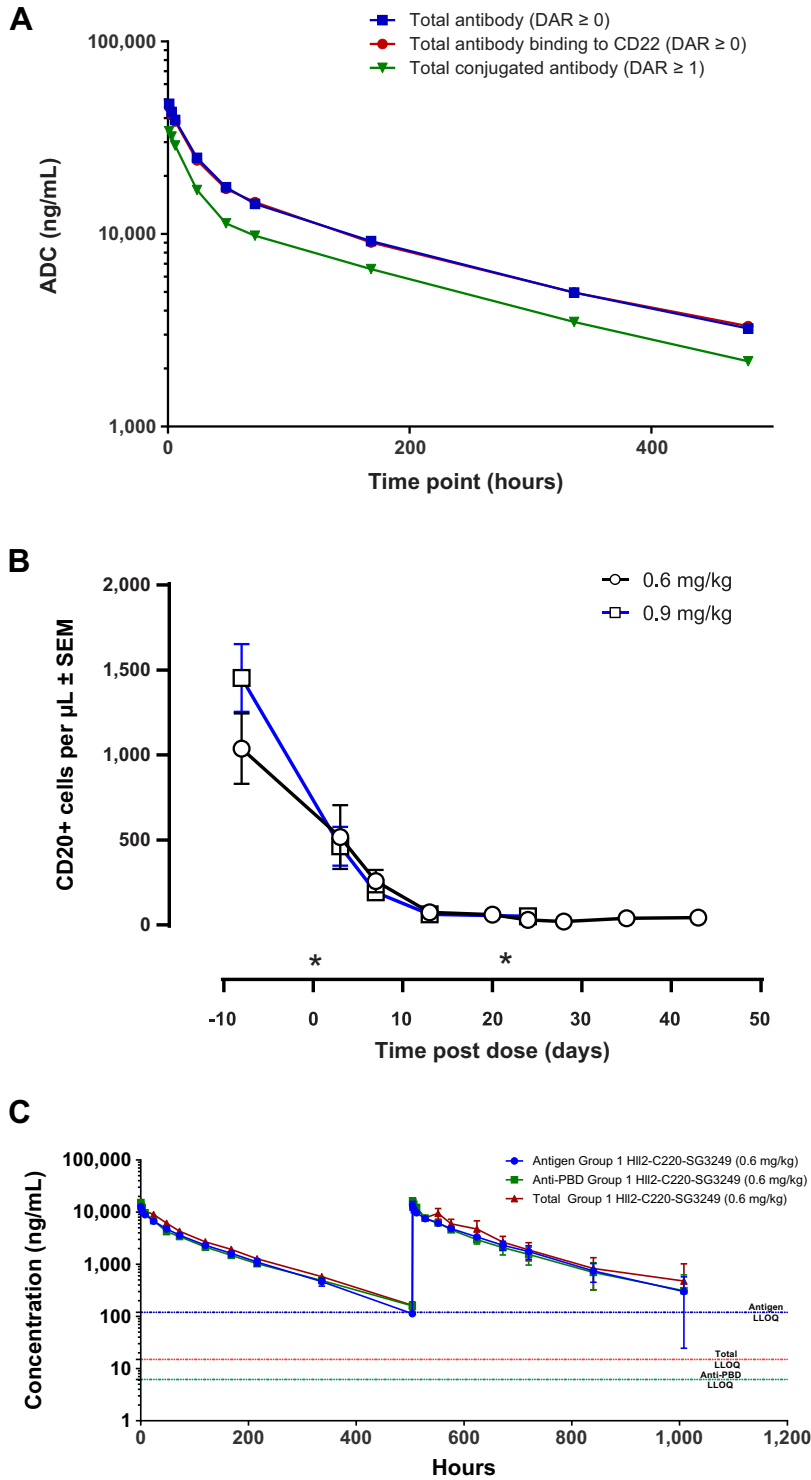 A
Total antibody (DAR ≥ 0)
Total antibody binding to CD22 (DAR ≥ 0)
Total conjugated antibody (DAR ≥ 1)
100,000
10,000
1,000
ADC (ng/mL)
0 200 400
Time point (hours)
B
0.6 mg/kg
0.9 mg/kg
2,000
1,500
1,000
500
0
CD20+ cells per µL ± SEM
* *
-10 0 10 20 30 40 50
Time post dose (days)
C
Antigen Group 1 HII2-C220-SG3249 (0.6 mg/kg)
Anti-PBD Group 1 HII2-C220-SG3249 (0.6 mg/kg)
Total Group 1 HII2-C220-SG3249 (0.6 mg/kg)
100,000
10,000
1,000
100
10
1
Concentration (ng/mL)
Antigen
LLOQ
Total
LLOQ
Anti-PBD
LLOQ
0 200 400 600 800 1,000 1,200
Hours